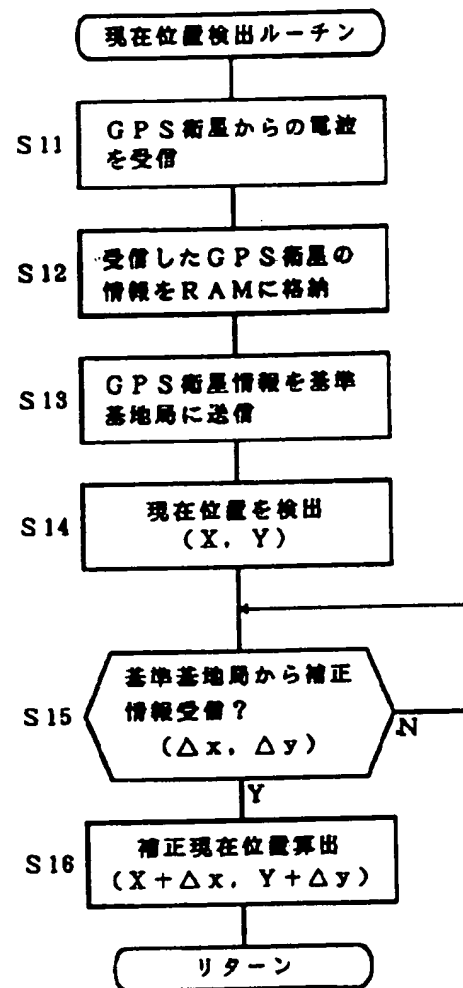 現在位置検出ルーチン
S11
GPS衛星からの電波
を受信
S12
受信したGPS衛星の
情報をRAMに格納
S13
GPS衛星情報を基準
基地局に送信
S14
現在位置を検出
(X, Y)
S15
基準基地局から補正
情報受信?
(△x, △y)
N
Y
S16
補正現在位置算出
(X+△x, Y+△y)
リターン